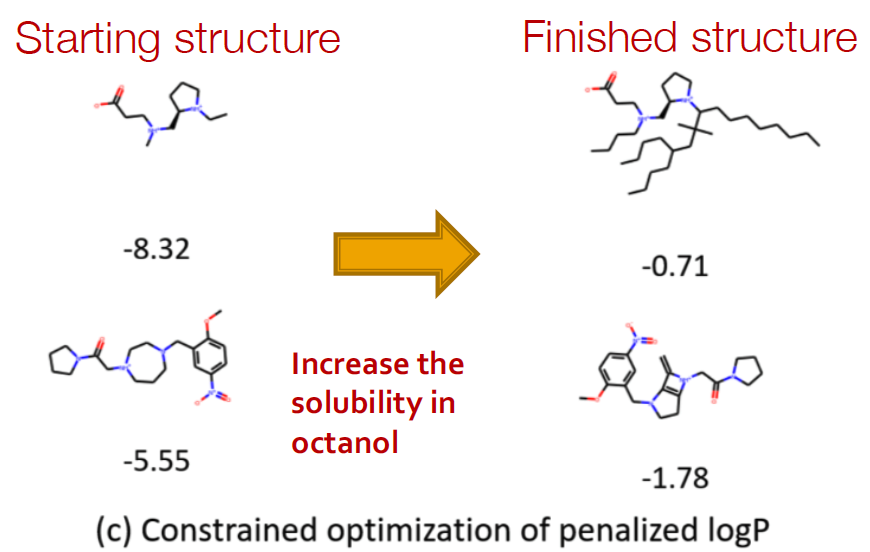 Starting structure
Finished structure
-8.32
-0.71
Increase the
solubility in
octanol
-5.55
-1.78
(c) Constrained optimization of penalized logP